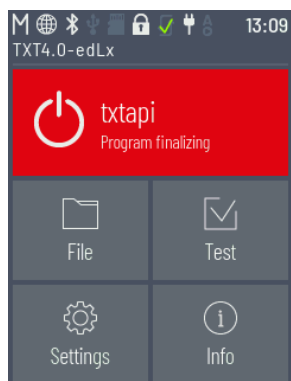 M 13:09
TXT4.0-edLx
txtapi
Program finalizing
File
Test
Settings
Info